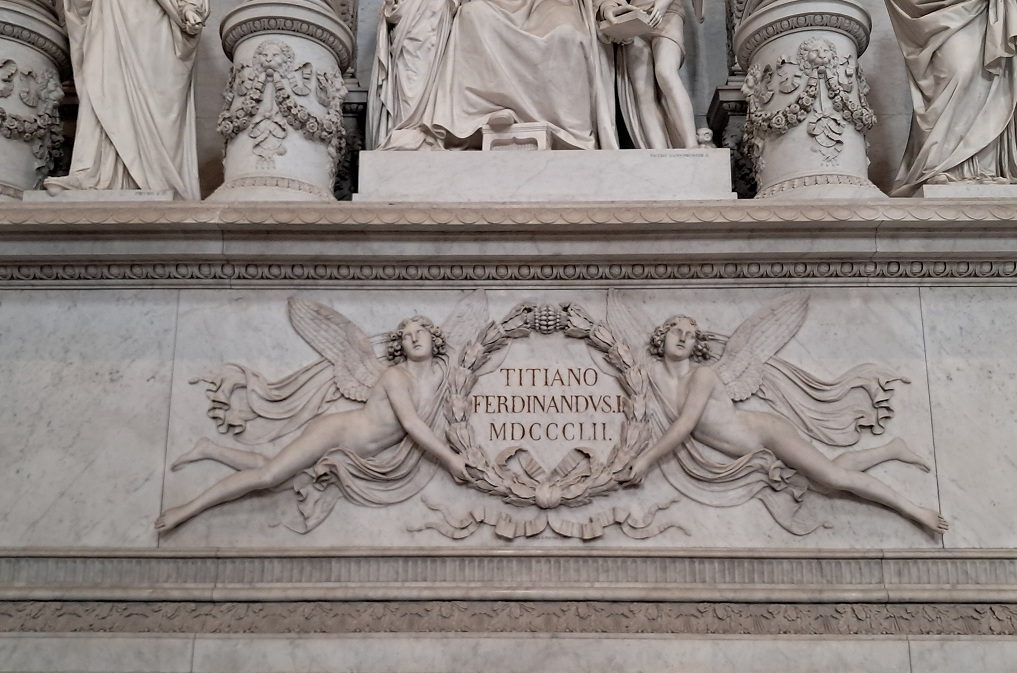 TITIANO
FERDINANDVS.I.
MDCCCLII.